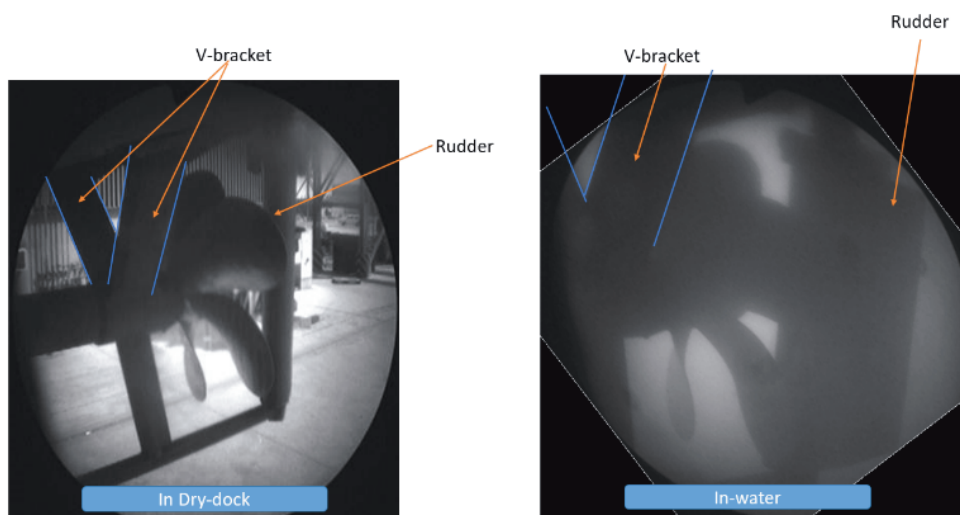 V-bracket
Rudder
In Dry-dock
Rudder
V-bracket
In-water